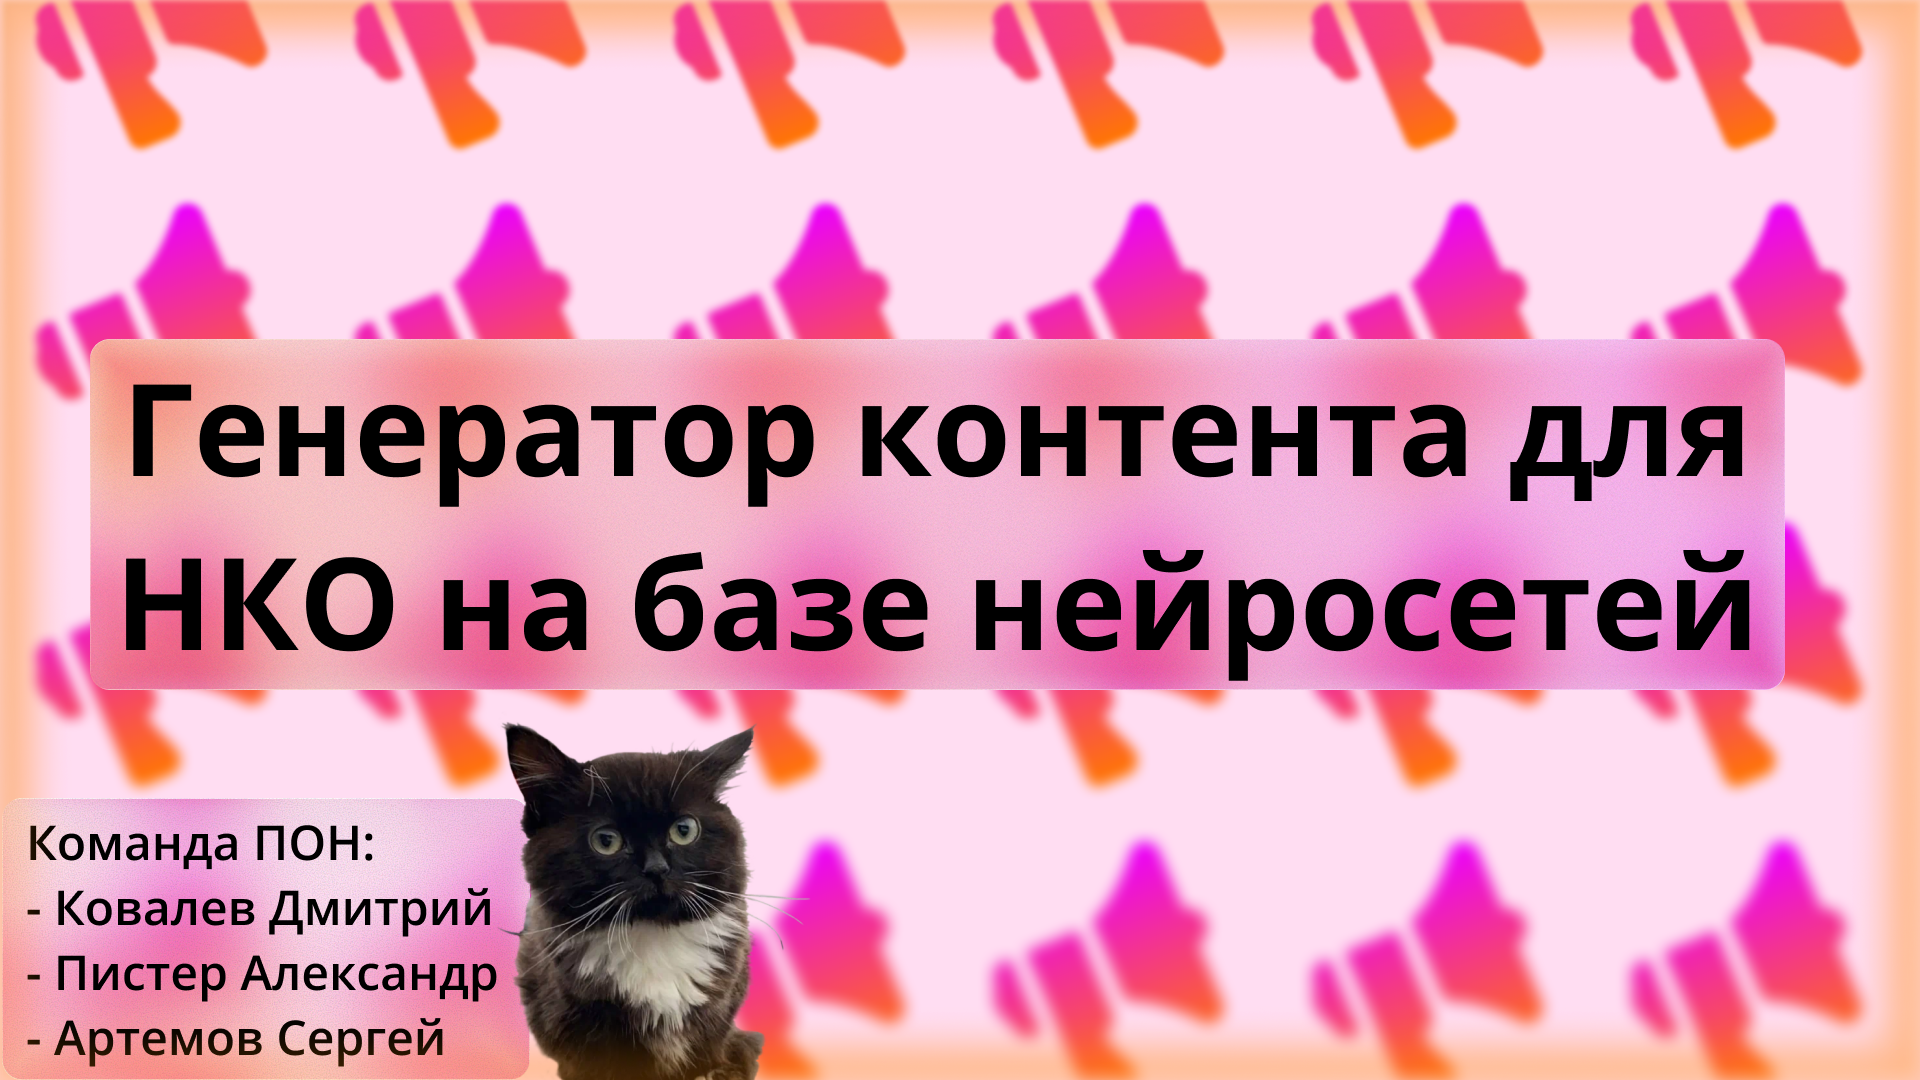 Генератор контента для
НКО на базе нейросетей
Команда ПОН:
- Ковалев Дмитрий
- Пистер Александр
- Артемов Сергей